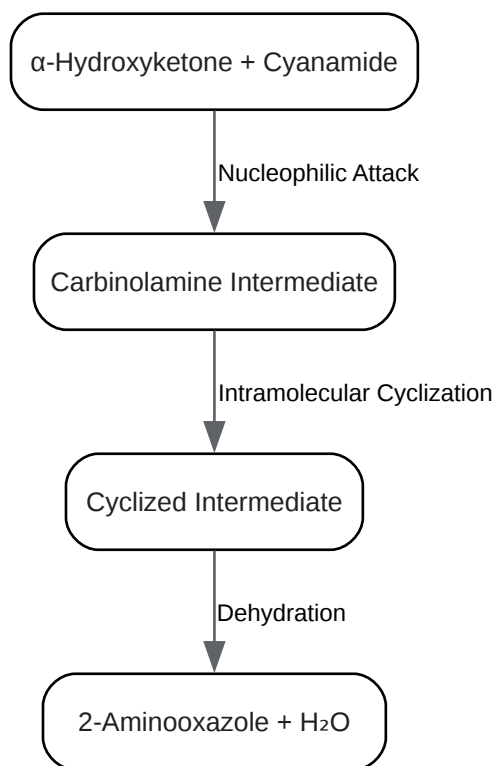 α-Hydroxyketone + Cyanamide
Nucleophilic Attack
Carbinolamine Intermediate
Intramolecular Cyclization
Cyclized Intermediate
Dehydration
2-Aminooxazole + H₂O